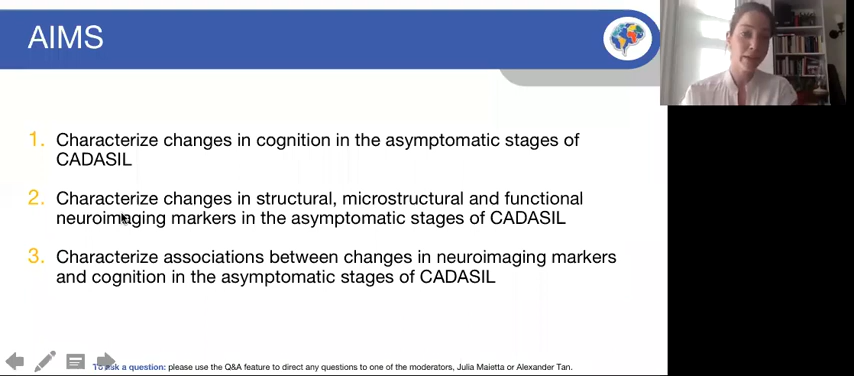 AIMS
1. Characterize changes in cognition in the asymptomatic stages of
CADASIL
2. Characterize changes in structural, microstructural and functional
neuroimaging markers in the asymptomatic stages of CADASIL
3. Characterize associations between changes in neuroimaging markers
and cognition in the asymptomatic stages of CADASIL
To ask a question: please use the Q&A feature to direct any questions to one of the moderators, Julia Maietta or Alexander Tan.